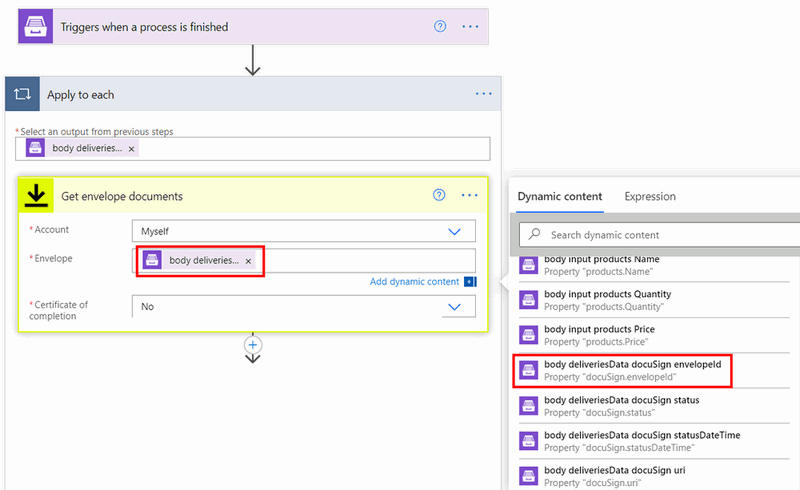 Triggers when a process is finished
Apply to each
* Select an output from previous steps
body deliveries... ×
Get envelope documents
* Account
Myself
* Envelope
body deliveries... ×
Add dynamic content +
* Certificate of
completion
No
Dynamic content
Expression
Search dynamic content
body input products Name
Property "products.Name"
body input products Quantity
Property "products.Quantity"
body input products Price
Property "products.Price"
body deliveriesData docuSign envelopeId
Property "docuSign.envelopeId"
body deliveriesData docuSign status
Property "docuSign.status"
body deliveriesData docuSign statusDateTime
Property "docuSign.statusDateTime"
body deliveriesData docuSign uri
Property "docuSign.uri"